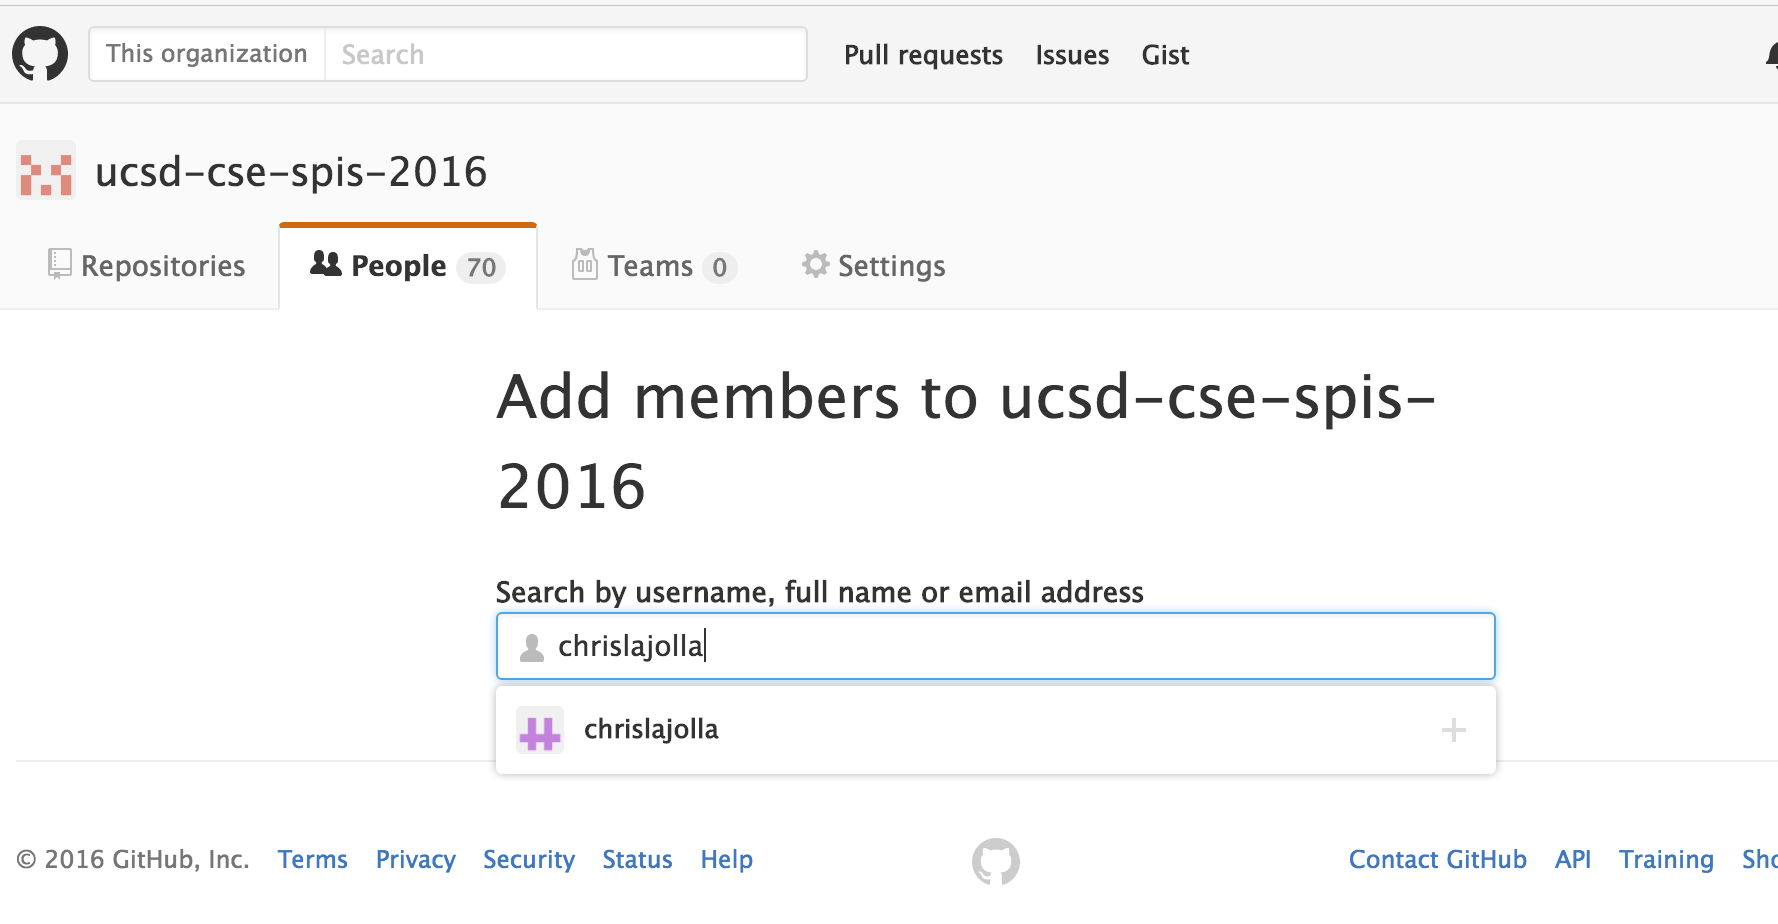 This organization Search Pull requests Issues Gist
ucsd-cse-spis-2016
Repositories People 70 Teams 0 Settings
Add members to ucsd-cse-spis-
2016
Search by username, full name or email address
chrislajolla
chrislajolla
© 2016 GitHub, Inc. Terms Privacy Security Status Help Contact GitHub API Training